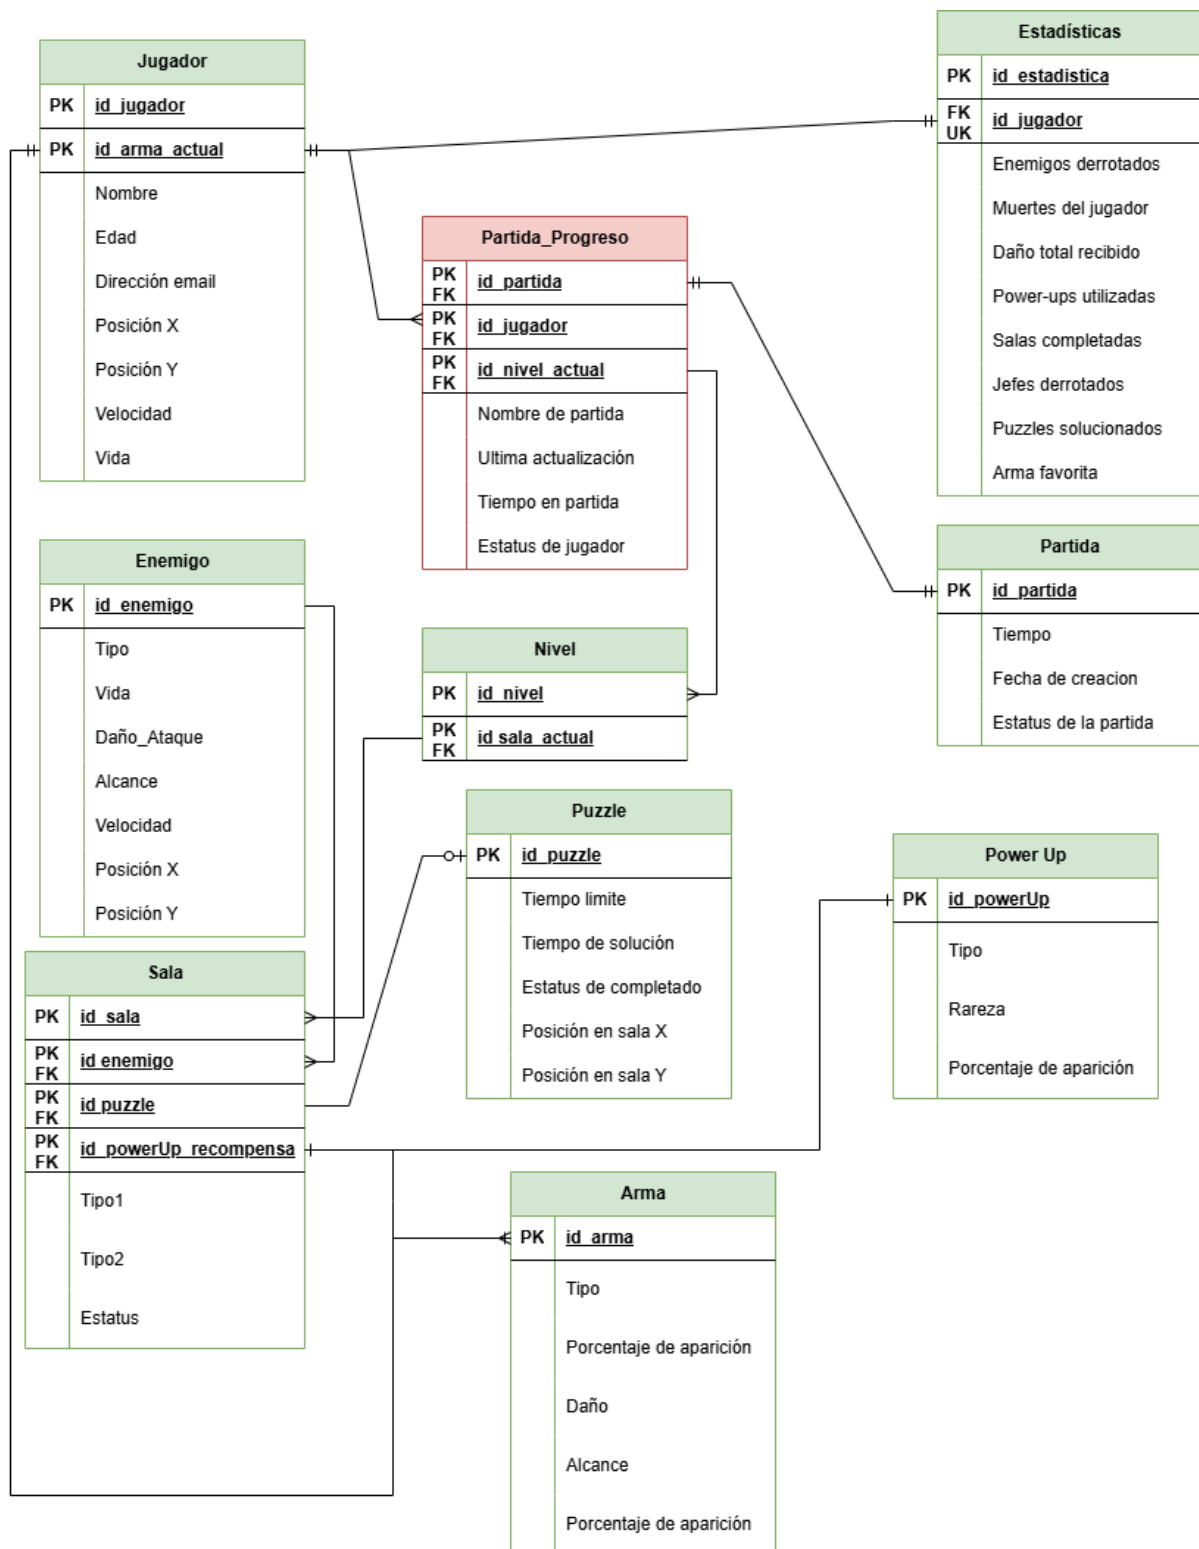 Jugador
PK id_jugador
PK id_arma_actual
Nombre
Edad
Dirección email
Posición X
Posición Y
Velocidad
Vida
Estadísticas
PK id_estadistica
FK
UK id_jugador
Enemigos derrotados
Muertes del jugador
Daño total recibido
Power-ups utilizadas
Salas completadas
Jefes derrotados
Puzzles solucionados
Arma favorita
Partida_Progreso
PK
FK id_partida
PK
FK id_jugador
PK
FK id_nivel_actual
Nombre de partida
Ultima actualización
Tiempo en partida
Estatus de jugador
Enemigo
PK id_enemigo
Tipo
Vida
Daño_Ataque
Alcance
Velocidad
Posición X
Posición Y
Partida
PK id_partida
Tiempo
Fecha de creacion
Estatus de la partida
Nivel
PK id_nivel
PK
FK id sala_actual
Puzzle
PK id_puzzle
Tiempo limite
Tiempo de solución
Estatus de completado
Posición en sala X
Posición en sala Y
Power Up
PK id_powerUp
Tipo
Rareza
Porcentaje de aparición
Sala
PK id_sala
PK
FK id enemigo
PK
FK id puzzle
PK
FK id_powerUp_recompensa
Tipo1
Tipo2
Estatus
Arma
PK id_arma
Tipo
Porcentaje de aparición
Daño
Alcance
Porcentaje de aparición